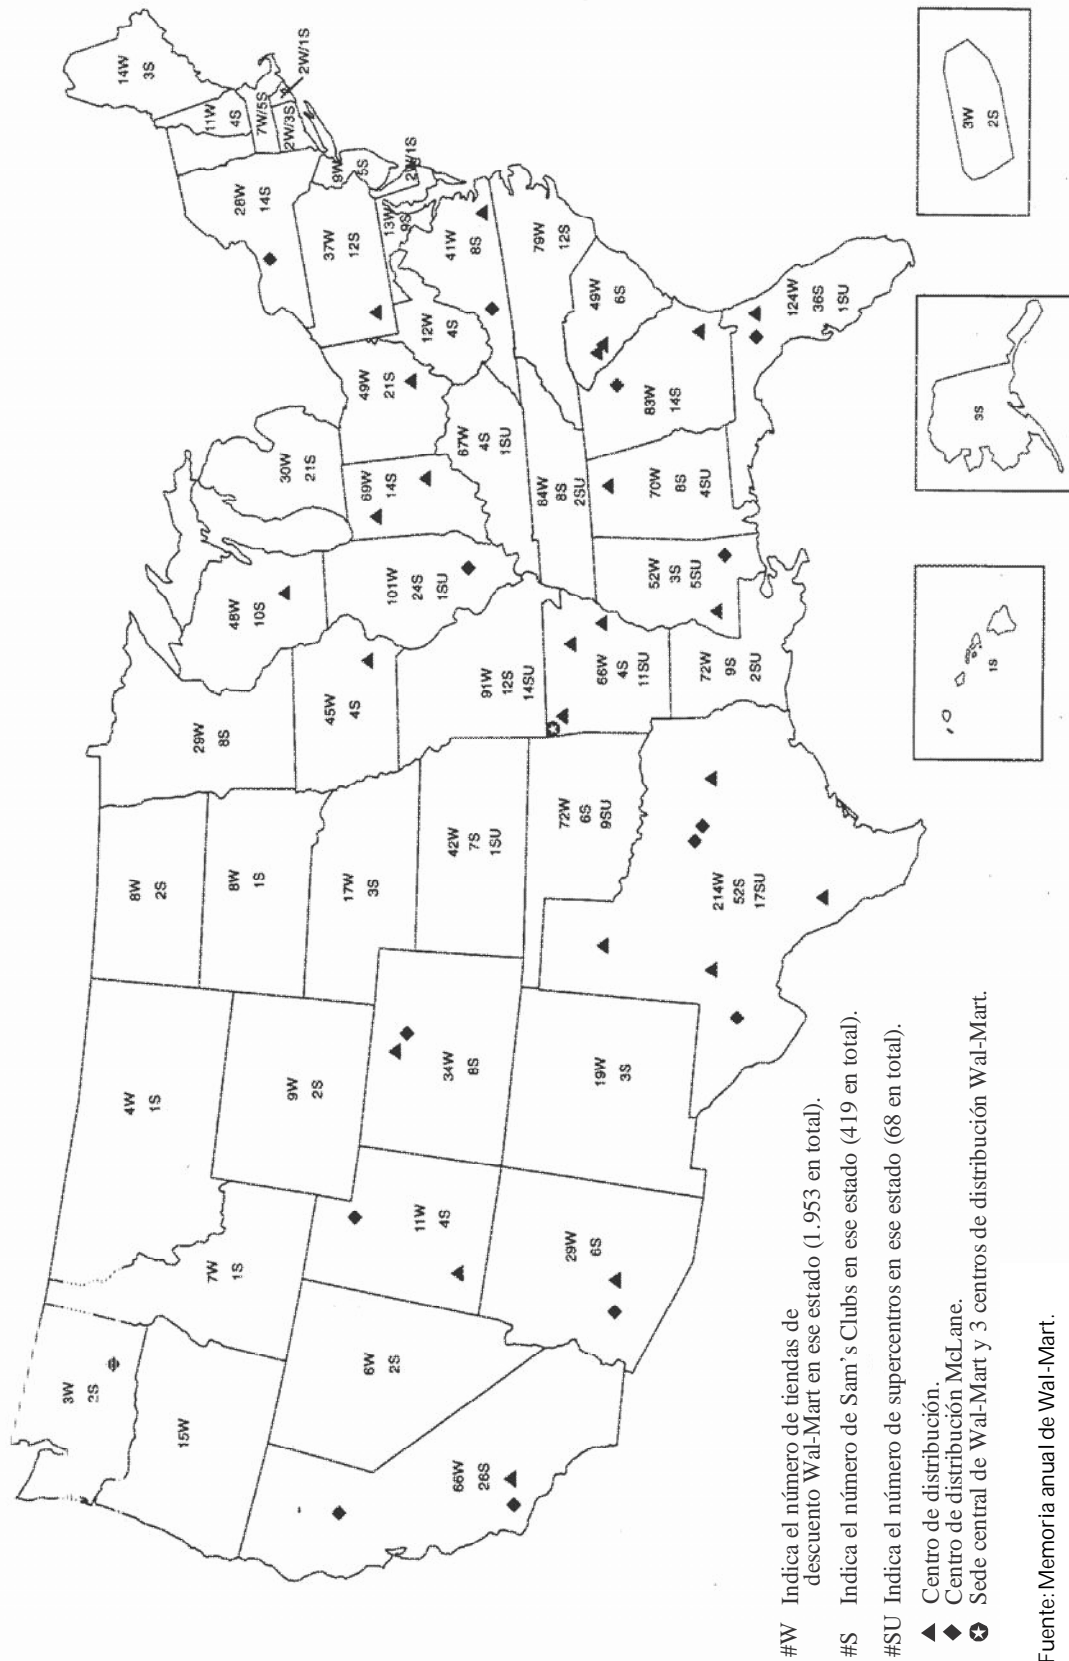 3W
2S
15W
66W
26S
6W
2S
7W
1S
4W
1S
9W
2S
11W
4S
29W
6S
34W
8S
19W
3S
8W
2S
8W
1S
17W
3S
42W
7S
1SU
72W
6S
9SU
214W
52S
17SU
29W
8S
45W
4S
91W
12S
14SU
66W
4S
11SU
72W
9S
2SU
48W
10S
101W
24S
1SU
52W
3S
5SU
30W
21S
69W
14S
49W
21S
67W
4S
1SU
84W
8S
2SU
70W
8S
4SU
83W
14S
124W
36S
1SU
49W
6S
79W
12S
41W
8S
12W
4S
37W
12S
13W
9S
2W/1S
9W
5S
28W
14S
2W/3S
2W/1S
7W/5S
11W
4S
14W
3S
1S
3S
3W
2S
#W Indica el número de tiendas de
descuento Wal-Mart en ese estado (1.953 en total).
#S Indica el número de Sam's Clubs en ese estado (419 en total).
#SU Indica el número de supercentros en ese estado (68 en total).
▲ Centro de distribución.
◆ Centro de distribución McLane.
✪ Sede central de Wal-Mart y 3 centros de distribución Wal-Mart.
Fuente: Memoria anual de Wal-Mart.